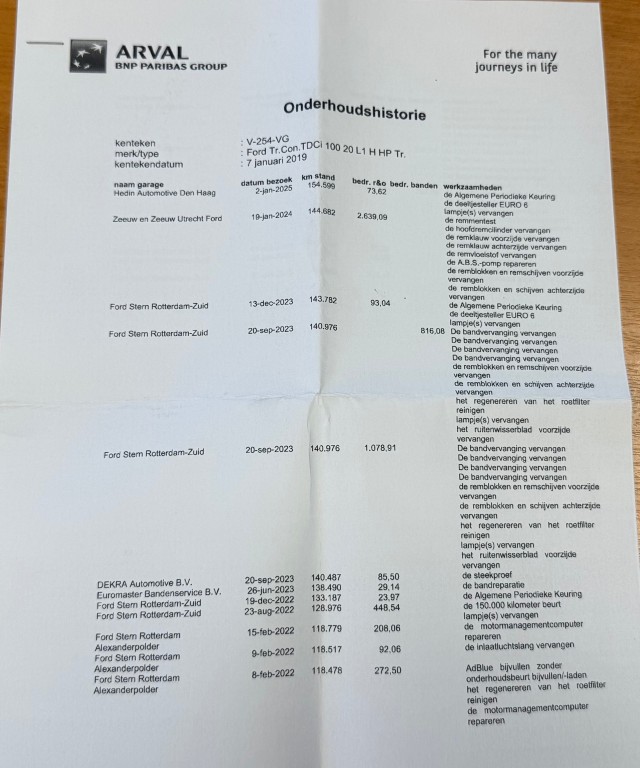 ARVAL
BNP PARIBAS GROUP
For the many
journeys in life
Onderhoudshistorie
kenteken : V-254-VG
merk/type : Ford Tr.Con.TDCi 100 20 L1 H HP Tr.
kentekendatum : 7 januari 2019
naam garage datum bezoek km stand bedr. r&o bedr. banden werkzaamheden
Hedin Automotive Den Haag 2-jan-2025 154.599 73,62 de Algemene Periodieke Keuring
de deeltjesteller EURO 6
lampje(s) vervangen
Zeeuw en Zeeuw Utrecht Ford 19-jan-2024 144.682 2.639,09 de remmentest
de hoofdremcilinder vervangen
de remklauw voorzijde vervangen
de remklauw achterzijde vervangen
de remvloeistof vervangen
de A.B.S.-pomp repareren
de remblokken en remschijven voorzijde
vervangen
de remblokken en schijven achterzijde
vervangen
Ford Stern Rotterdam-Zuid 13-dec-2023 143.782 93,04 de Algemene Periodieke Keuring
de deeltjesteller EURO 6
lampje(s) vervangen
Ford Stern Rotterdam-Zuid 20-sep-2023 140.976 816,08 De bandvervanging vervangen
De bandvervanging vervangen
De bandvervanging vervangen
De bandvervanging vervangen
de remblokken en remschijven voorzijde
vervangen
de remblokken en schijven achterzijde
vervangen
het regenereren van het roetfilter
reinigen
lampje(s) vervangen
het ruitenwisserblad voorzijde
vervangen
Ford Stern Rotterdam-Zuid 20-sep-2023 140.976 1.078,91 De bandvervanging vervangen
De bandvervanging vervangen
De bandvervanging vervangen
De bandvervanging vervangen
de remblokken en remschijven voorzijde
vervangen
de remblokken en schijven achterzijde
vervangen
het regenereren van het roetfilter
reinigen
lampje(s) vervangen
het ruitenwisserblad voorzijde
vervangen
DEKRA Automotive B.V. 20-sep-2023 140.487 85,50 de steekproef
Euromaster Bandenservice B.V. 26-jun-2023 138.490 29,14 de bandreparatie
Ford Stern Rotterdam-Zuid 19-dec-2022 133.187 23,97 de Algemene Periodieke Keuring
Ford Stern Rotterdam-Zuid 23-aug-2022 128.976 448,54 de 150.000 kilometer beurt
lampje(s) vervangen
Ford Stern Rotterdam 15-feb-2022 118.779 208,06 de motormanagementcomputer
Alexanderpolder repareren
Ford Stern Rotterdam 9-feb-2022 118.517 92,06 de inlaatluchtslang vervangen
Alexanderpolder
Ford Stern Rotterdam 8-feb-2022 118.478 272,50 AdBlue bijvullen zonder
Alexanderpolder onderhoudsbeurt bijvullen/-laden
het regenereren van het roetfilter
reinigen
de motormanagementcomputer
repareren